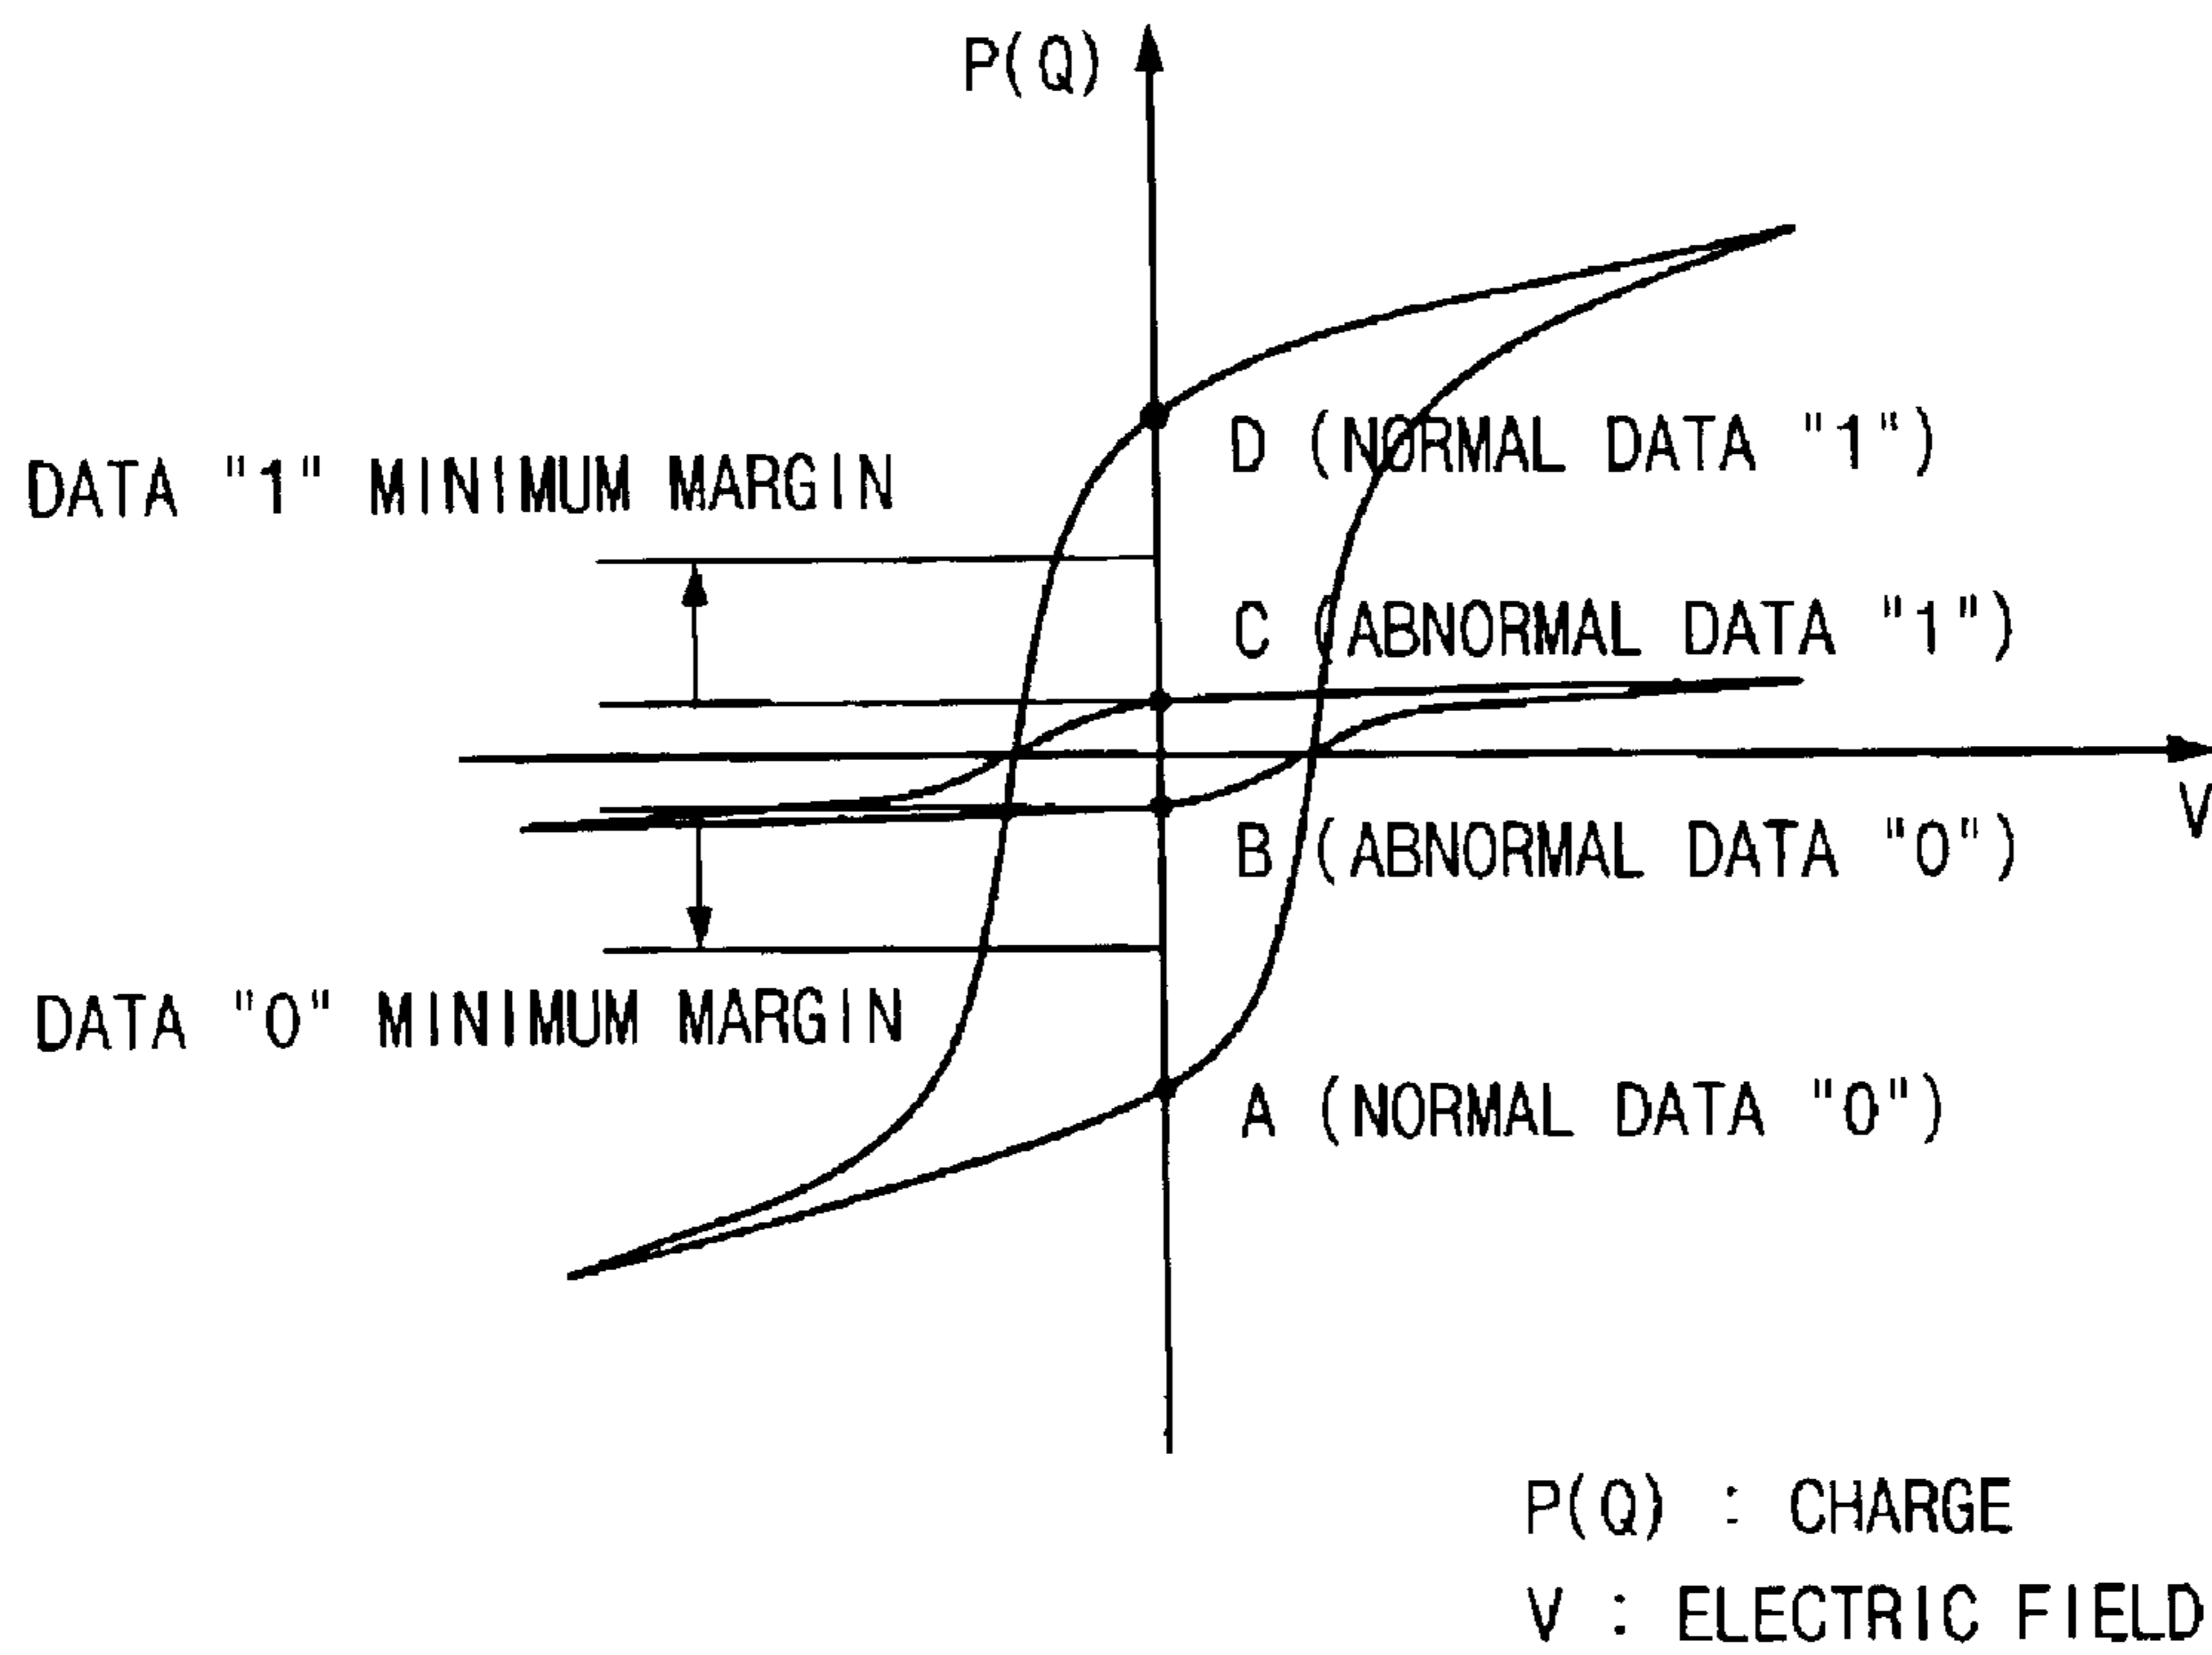 P(Q)
D (NORMAL DATA "1")
DATA "1" MINIMUM MARGIN
C (ABNORMAL DATA "1")
V
B (ABNORMAL DATA "0")
DATA "0" MINIMUM MARGIN
A (NORMAL DATA "0")
P(Q) : CHARGE
V : ELECTRIC FIELD